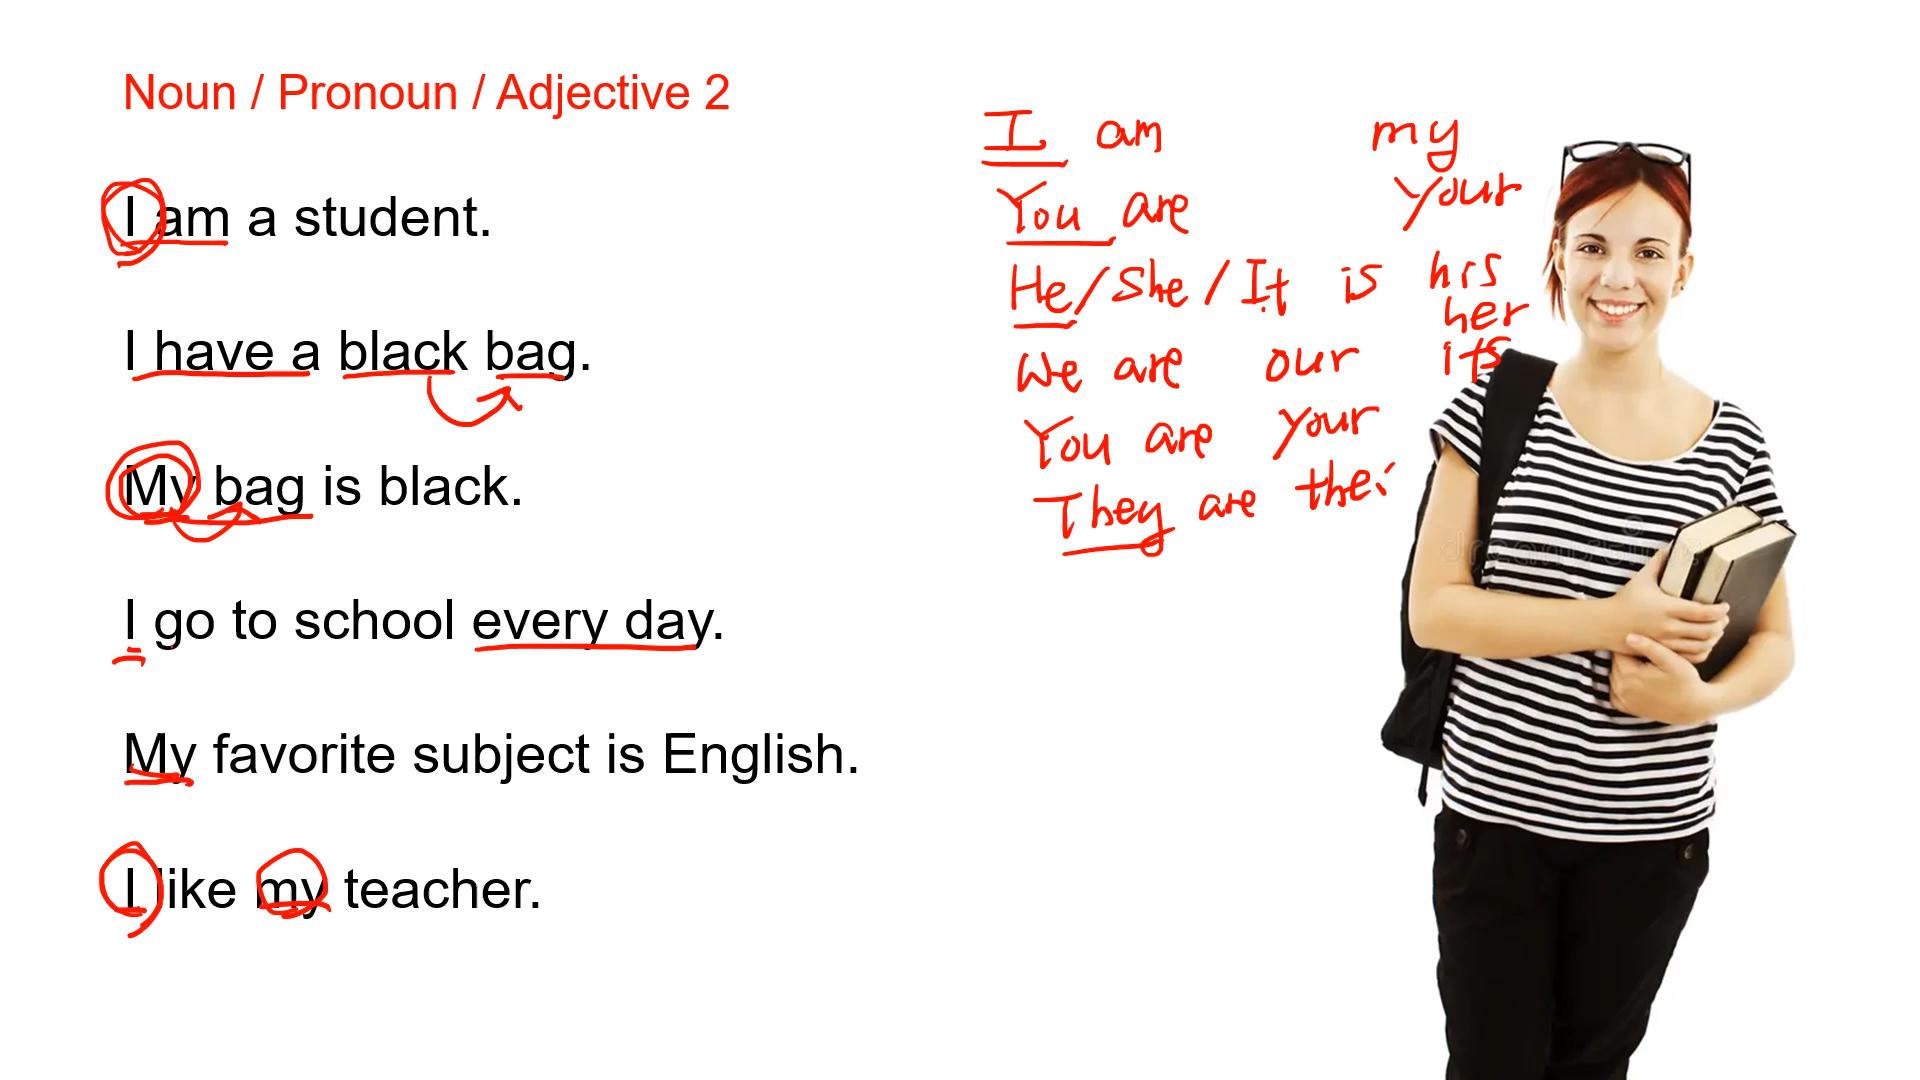 Noun / Pronoun / Adjective 2
I am a student.
I have a black bag.
My bag is black.
I go to school every day.
My favorite subject is English.
I like my teacher.
I am my
You are your
He/She/It is his
her
its
We are our
You are your
They are thei
dreamstime